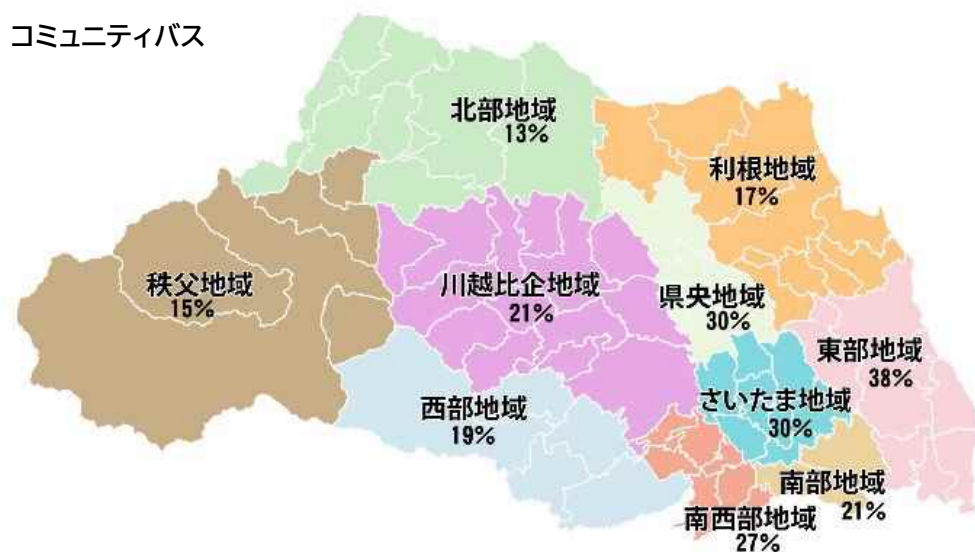 コミュニティバス
北部地域
13%
利根地域
17%
秩父地域
15%
川越比企地域
21%
県央地域
30%
東部地域
38%
西部地域
19%
さいたま地域
30%
南部地域
21%
南西部地域
27%